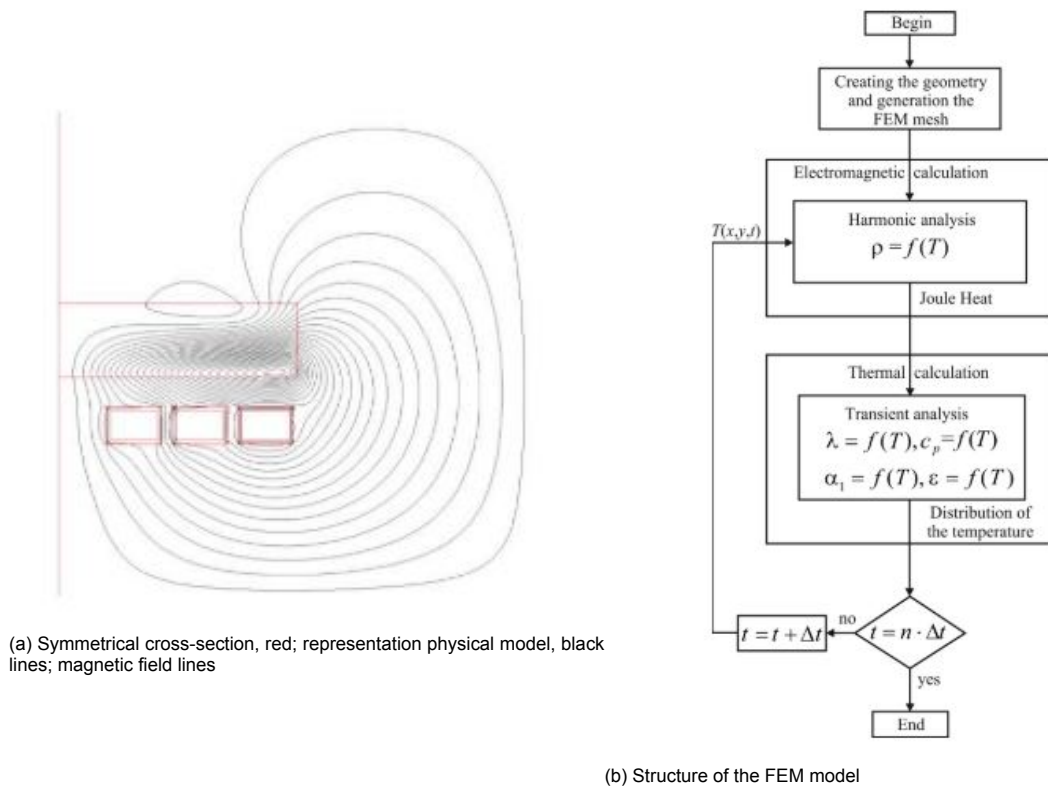 Begin
Creating the geometry
and generation the
FEM mesh
Electromagnetic calculation
Harmonic analysis
ρ = f(T)
T(x,y,t)
Joule Heat
Thermal calculation
Transient analysis
λ = f(T), c_p=f(T)
α_1 = f(T), ε = f(T)
Distribution of
the temperature
no
t = t + Δt
t = n · Δt
yes
End
(a) Symmetrical cross-section, red; representation physical model, black
lines; magnetic field lines
(b) Structure of the FEM model